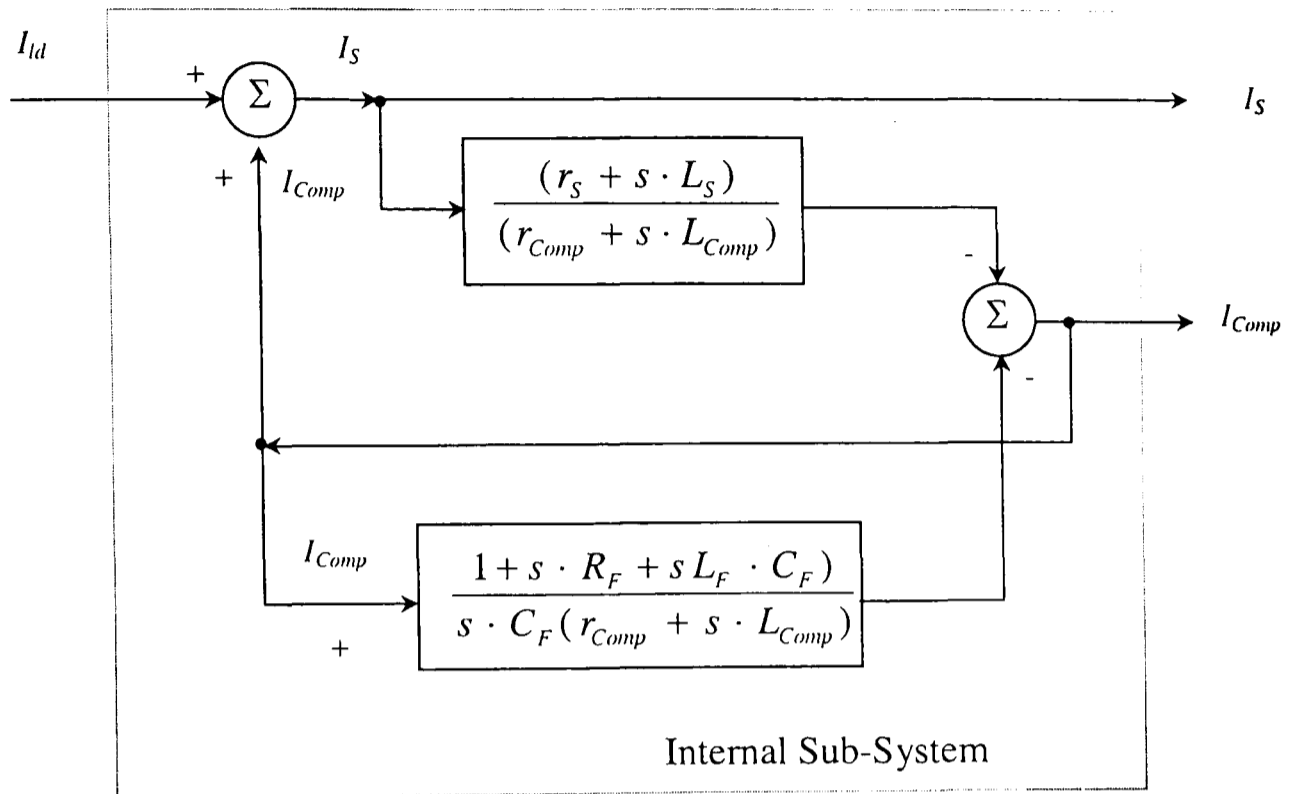 I_ld
I_S
I_S
+
Σ
+
I_Comp
(r_S + s · L_S)
(r_Comp + s · L_Comp)
-
Σ
I_Comp
-
I_Comp
1 + s · R_F + s L_F · C_F)
s · C_F(r_Comp + s · L_Comp)
+
Internal Sub-System